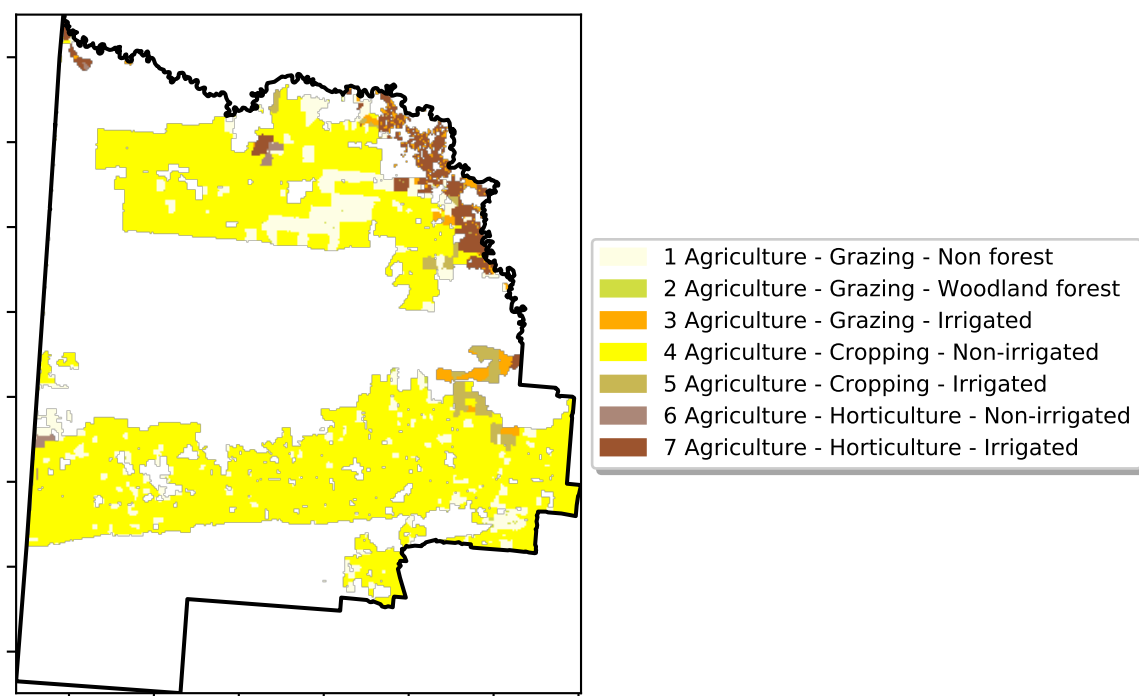 1 Agriculture - Grazing - Non forest
2 Agriculture - Grazing - Woodland forest
3 Agriculture - Grazing - Irrigated
4 Agriculture - Cropping - Non-irrigated
5 Agriculture - Cropping - Irrigated
6 Agriculture - Horticulture - Non-irrigated
7 Agriculture - Horticulture - Irrigated